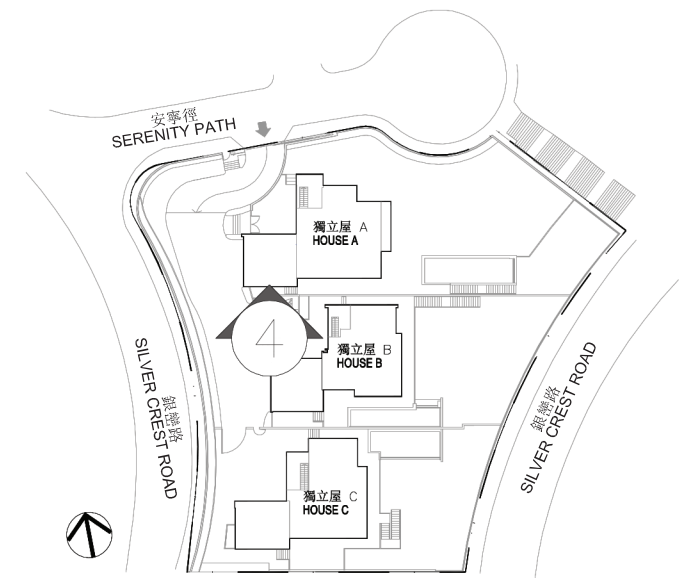 安寧徑
SERENITY PATH
獨立屋 A
HOUSE A
4
獨立屋 B
HOUSE B
銀巒路
SILVER CREST ROAD
銀巒路
SILVER CREST ROAD
獨立屋 C
HOUSE C